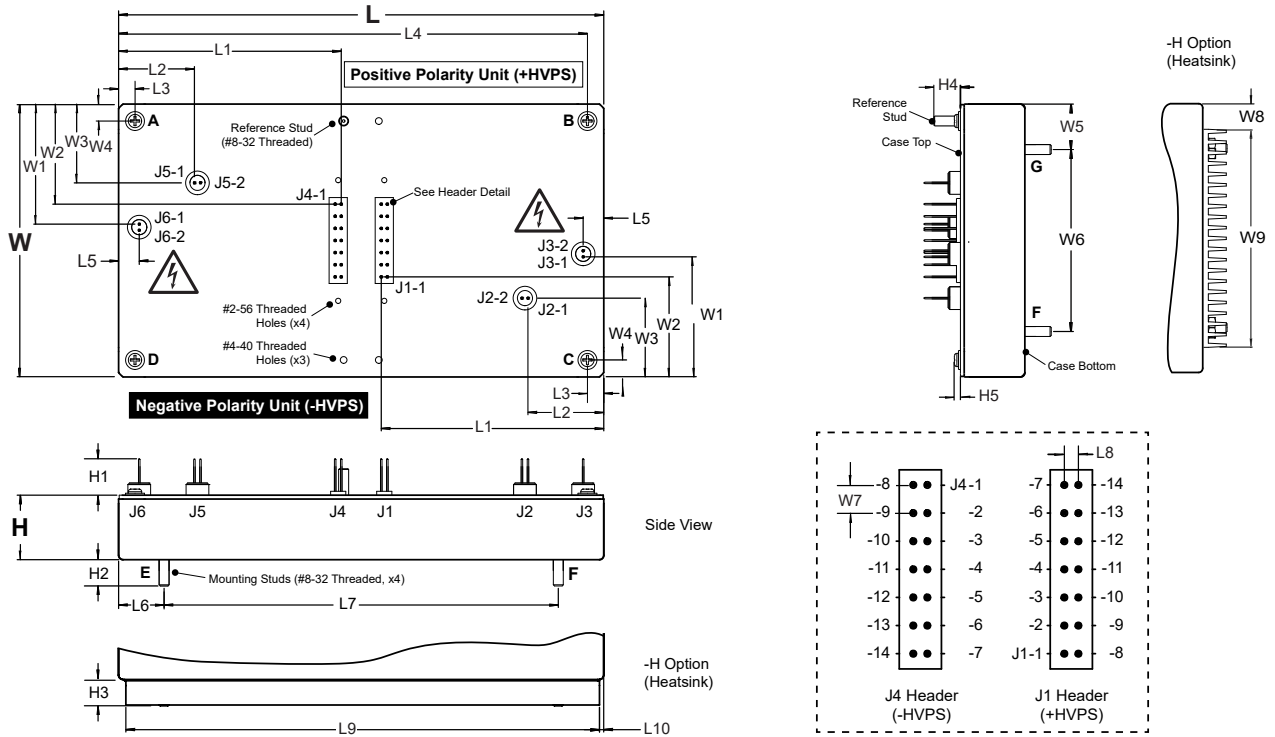 L
L4
L1
L2
L3
Positive Polarity Unit (+HVPS)
A
B
Reference Stud
(#8-32 Threaded)
W
W1
W2
W3
W4
J5-1
J5-2
J4-1
See Header Detail
J6-1
J6-2
L5
J3-2
J3-1
L5
J1-1
J2-2
J2-1
#2-56 Threaded
Holes (x4)
#4-40 Threaded
Holes (x3)
W4
W3
W2
W1
D
C
L3
L2
L1
Negative Polarity Unit (-HVPS)
H1
H
H2
J6
J5
J4
J1
J2
J3
Side View
E
F
Mounting Studs (#8-32 Threaded, x4)
L6
L7
H3
-H Option
(Heatsink)
L9
L10
H4
Reference
Stud
Case Top
W5
G
W6
F
Case Bottom
H5
-H Option
(Heatsink)
W8
W9
L8
W7
-8
J4-1
-9
-2
-10
-3
-11
-4
-12
-5
-13
-6
-14
-7
J4 Header
(-HVPS)
-7
-14
-6
-13
-5
-12
-4
-11
-3
-10
-2
-9
J1-1
-8
J1 Header
(+HVPS)